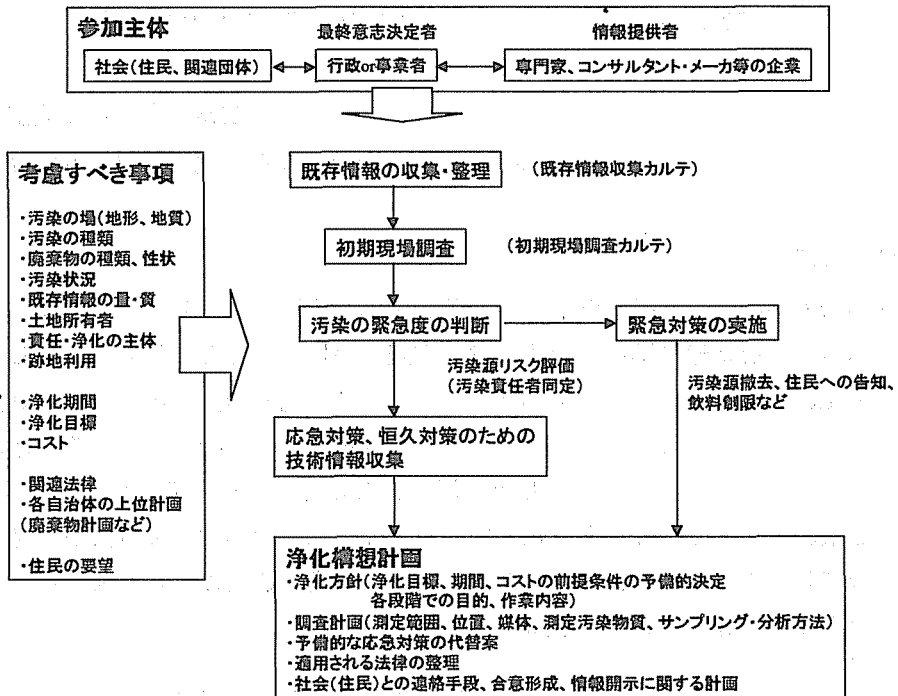 参加主体
最終意志決定者
情報提供者
社会(住民、関連団体)
行政or事業者
専門家、コンサルタント・メーカ等の企業
考慮すべき事項
・汚染の場(地形、地質)
・汚染の種類
・廃棄物の種類、性状
・汚染状況
・既存情報の量・質
・土地所有者
・責任・浄化の主体
・跡地利用
・浄化期間
・浄化目標
・コスト
・関連法律
・各自治体の上位計画
(廃棄物計画など)
・住民の要望
既存情報の収集・整理
(既存情報収集カルテ)
初期現場調査
(初期現場調査カルテ)
汚染の緊急度の判断
緊急対策の実施
汚染源リスク評価
(汚染責任者同定)
汚染源撤去、住民への告知、
飲料制限など
応急対策、恒久対策のための
技術情報収集
浄化構想計画
・浄化方針(浄化目標、期間、コストの前提条件の予備的決定
各段階での目的、作業内容)
・調査計画(測定範囲、位置、媒体、測定汚染物質、サンプリング・分析方法)
・予備的な応急対策の代替案
・適用される法律の整理
・社会(住民)との連絡手段、合意形成、情報開示に関する計画